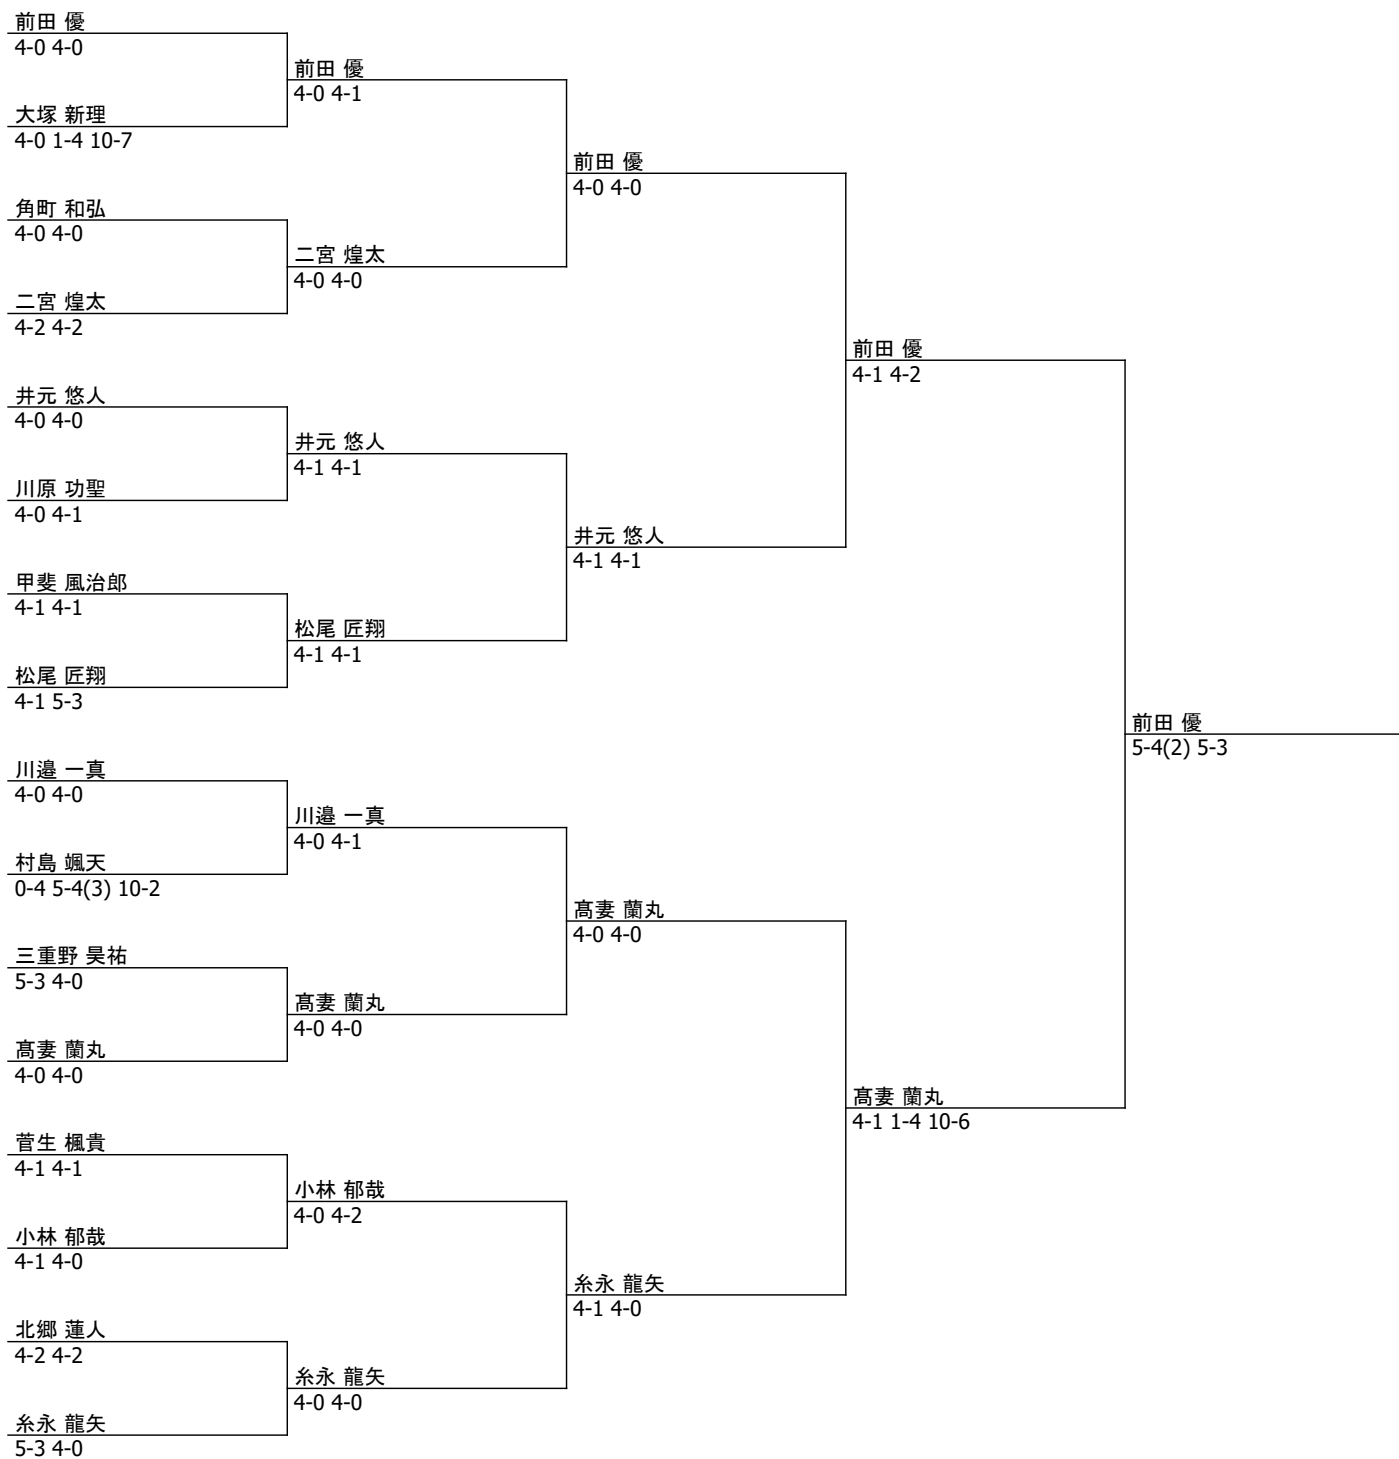 前田 優
4-0 4-0
大塚 新理
4-0 1-4 10-7
角町 和弘
4-0 4-0
二宮 煌太
4-2 4-2
井元 悠人
4-0 4-0
川原 功聖
4-0 4-1
甲斐 風治郎
4-1 4-1
松尾 匠翔
4-1 5-3
川邉 一真
4-0 4-0
村島 颯天
0-4 5-4(3) 10-2
三重野 昊祐
5-3 4-0
髙妻 蘭丸
4-0 4-0
菅生 楓貴
4-1 4-1
小林 郁哉
4-1 4-0
北郷 蓮人
4-2 4-2
糸永 龍矢
5-3 4-0
前田 優
4-0 4-1
二宮 煌太
4-0 4-0
井元 悠人
4-1 4-1
松尾 匠翔
4-1 4-1
川邉 一真
4-0 4-1
髙妻 蘭丸
4-0 4-0
小林 郁哉
4-0 4-2
糸永 龍矢
4-0 4-0
前田 優
4-0 4-0
井元 悠人
4-1 4-1
髙妻 蘭丸
4-0 4-0
糸永 龍矢
4-1 4-0
前田 優
4-1 4-2
髙妻 蘭丸
4-1 1-4 10-6
前田 優
5-4(2) 5-3